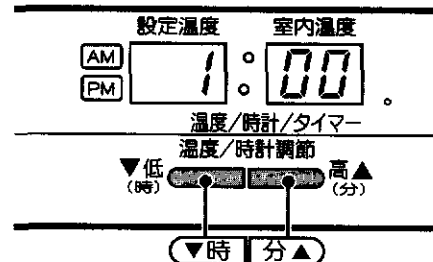 設定温度 室内温度
AM 1:00
PM
温度/時計/タイマー
温度/時計調節
▼低 高▲
(時) (分)
▼時 分▲